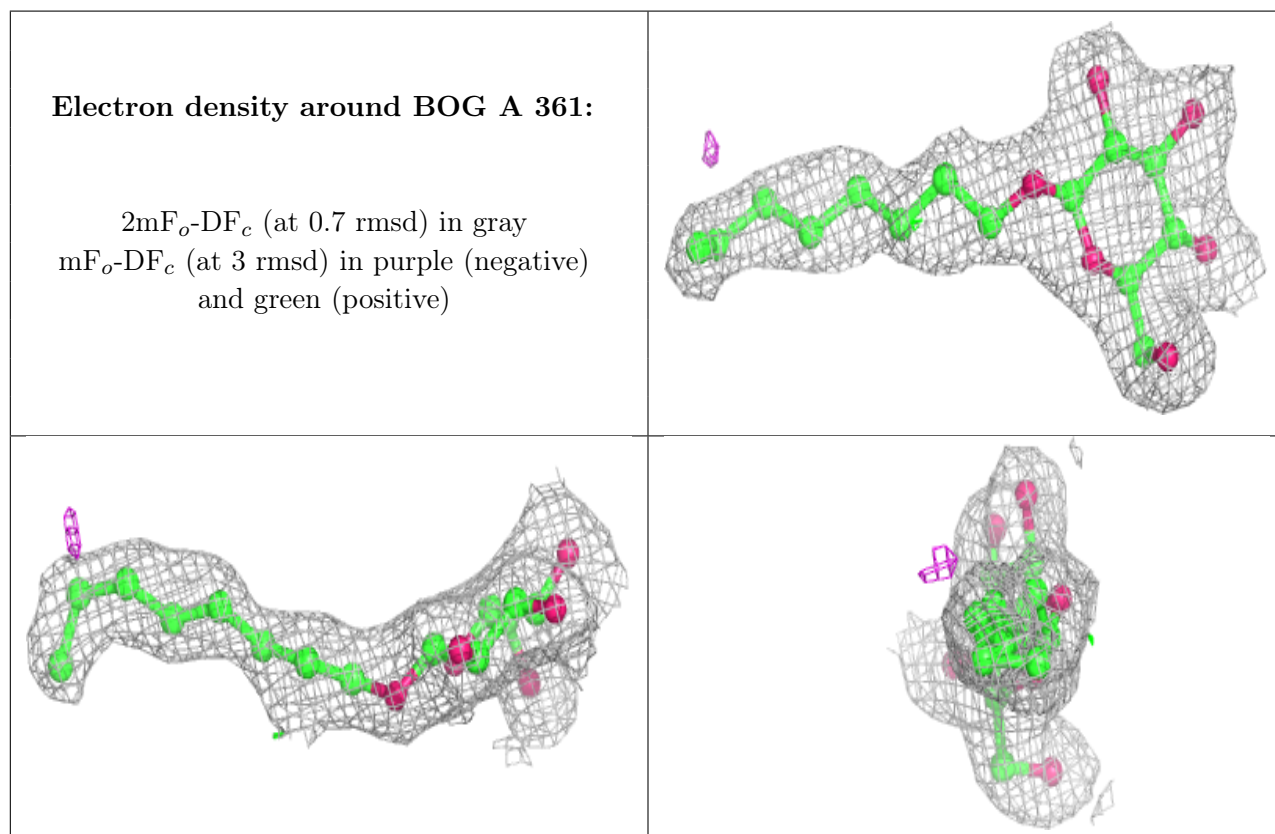 Electron density around BOG A 361:
2mFₒ-DF𝒸 (at 0.7 rmsd) in gray
mFₒ-DF𝒸 (at 3 rmsd) in purple (negative)
and green (positive)